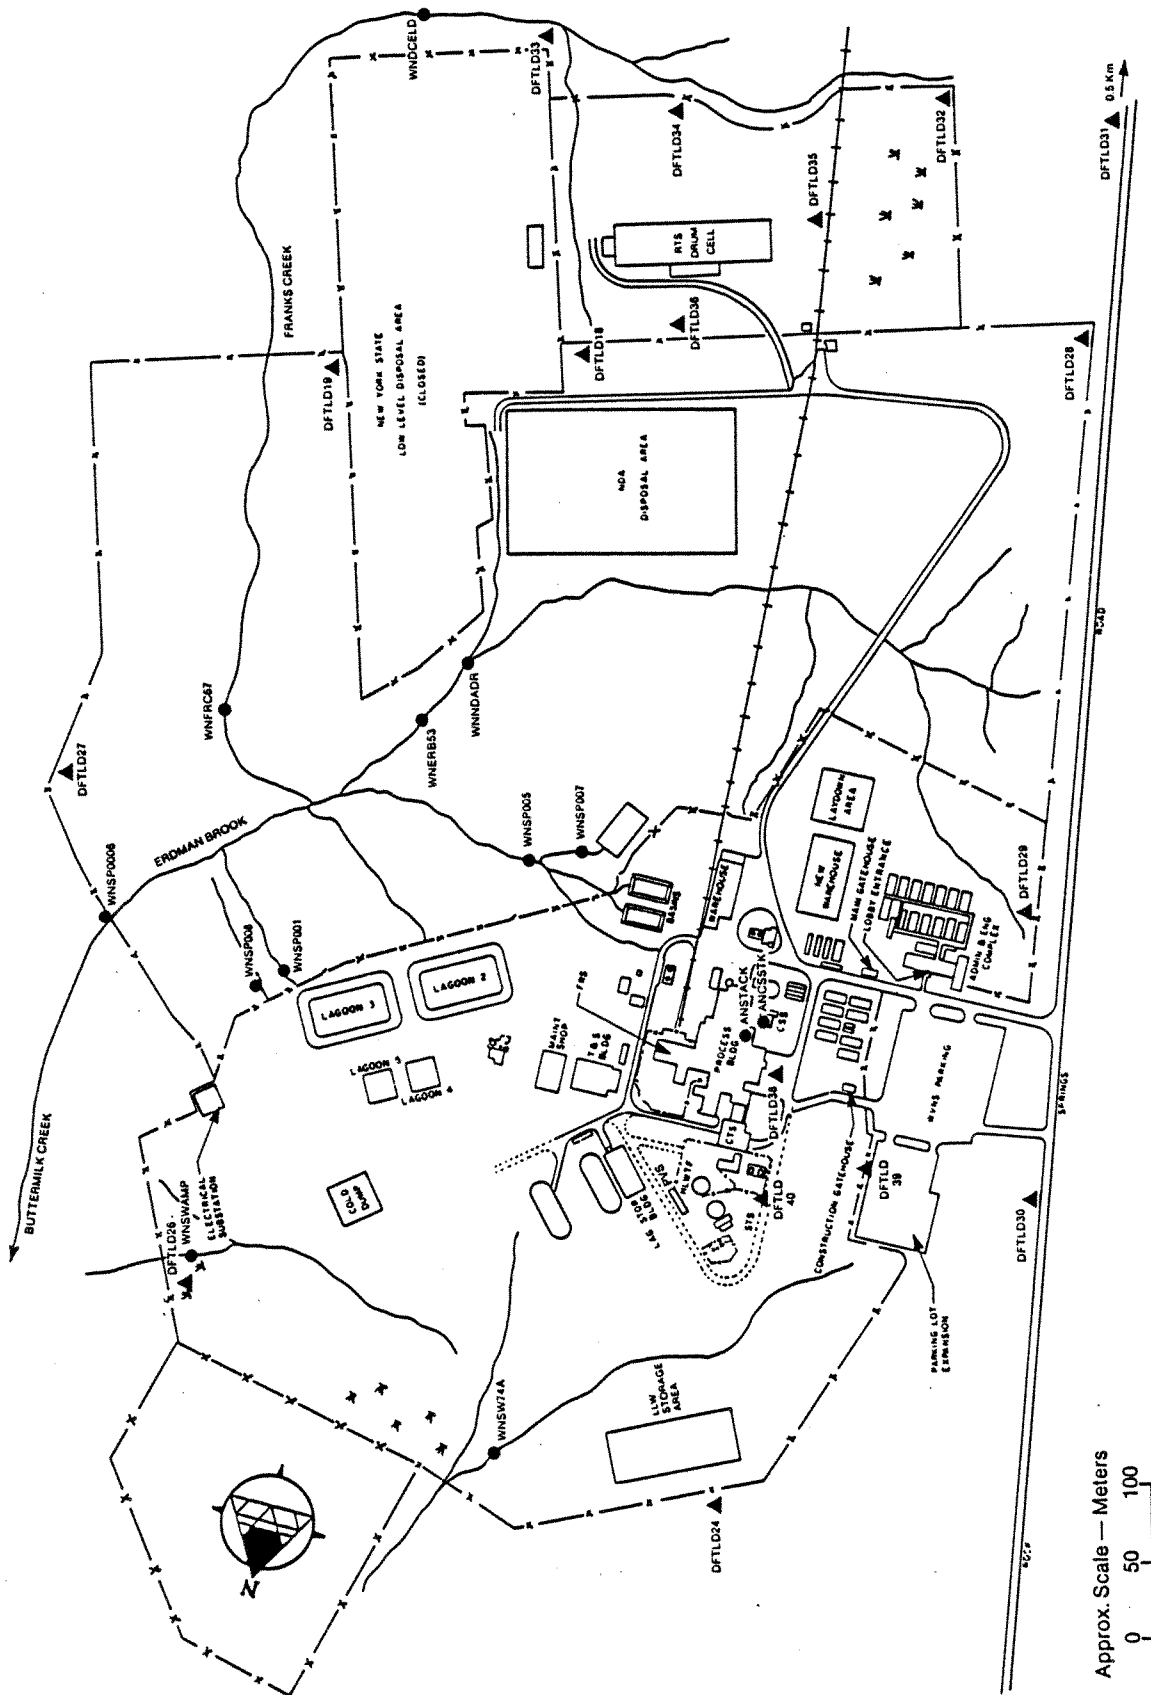 WNDCELD
DFTLD33
DFTLD34
DFTLD32
0.5 Km
DFTLD31
DFTLD35
RTS
DRUM
CELL
DFTLD36
DFTLD18
DFTLD28
FRANKS CREEK
DFTLD19
NEW YORK STATE
LOW LEVEL DISPOSAL AREA
(CLOSED)
NDA
DISPOSAL AREA
ROAD
WNFRC67
WNERB53
WNNDADR
DFTLD27
ERDMAN BROOK
WNSP0006
WNSP005
WNSP007
WNSP008
WNSP001
LAGOON 3
LAGOON 2
BASINS
WAREHOUSE
LAYDOWN
AREA
NEW
WAREHOUSE
MAIN GATEHOUSE
LOBBY ENTRANCE
DFTLD29
ADMIN & ENG
COMPLEX
FRS
ANSTACK
ANCSSTK
CSB
PROCESS
BLDG
MAINT
SHOP
T & S
BLDG
LAGOON 5
LAGOON 4
DFTLD38
CTS
WVNS PARKING
SPRINGS
BUTTERMILK CREEK
ELECTRICAL
SUBSTATION
WNSWAMP
DFTLD26
COLD
DUMP
LAG STOR
BLDG
PVS
NLWTF
STS
DFTLD
40
CONSTRUCTION GATEHOUSE
DFTLD
39
DFTLD30
PARKING LOT
EXPANSION
WNSW74A
LLW
STORAGE
AREA
DFTLD24
N
ROCK
Approx. Scale — Meters
0 50 100